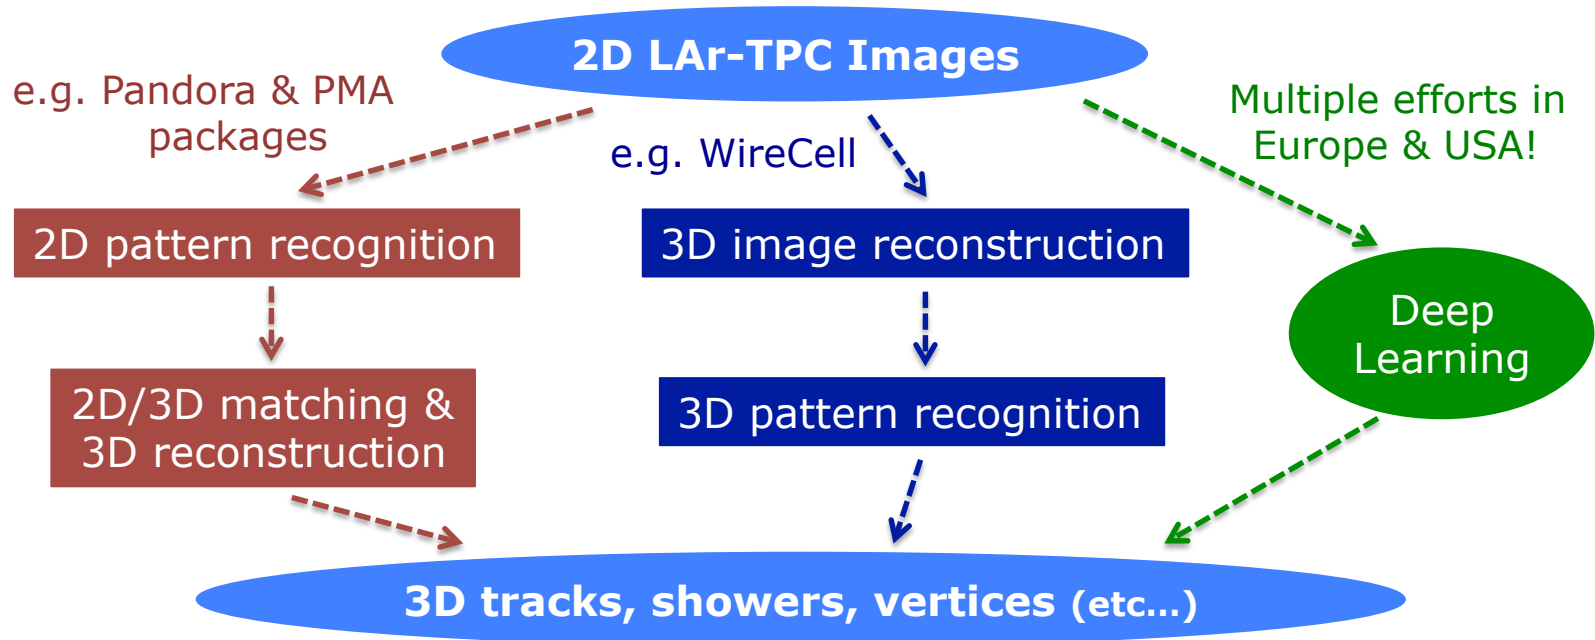 2D LAr-TPC Images
e.g. Pandora & PMA
packages
e.g. WireCell
Multiple efforts in
Europe & USA!
2D pattern recognition
3D image reconstruction
Deep
Learning
2D/3D matching &
3D reconstruction
3D pattern recognition
3D tracks, showers, vertices (etc...)